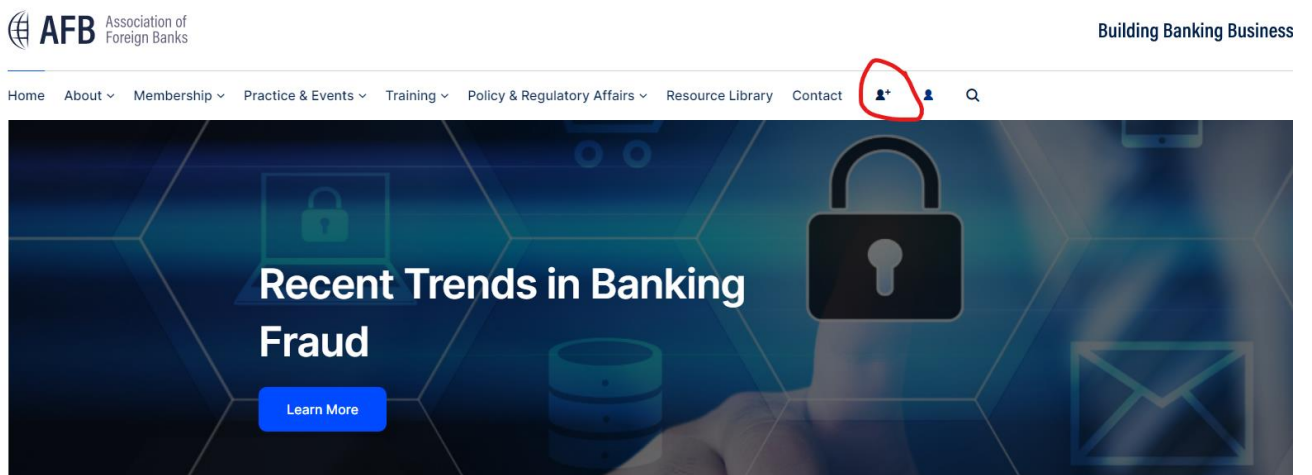 AFB Association of
Foreign Banks
Building Banking Business
Home About Membership Practice & Events Training Policy & Regulatory Affairs Resource Library Contact
Recent Trends in Banking
Fraud
Learn More